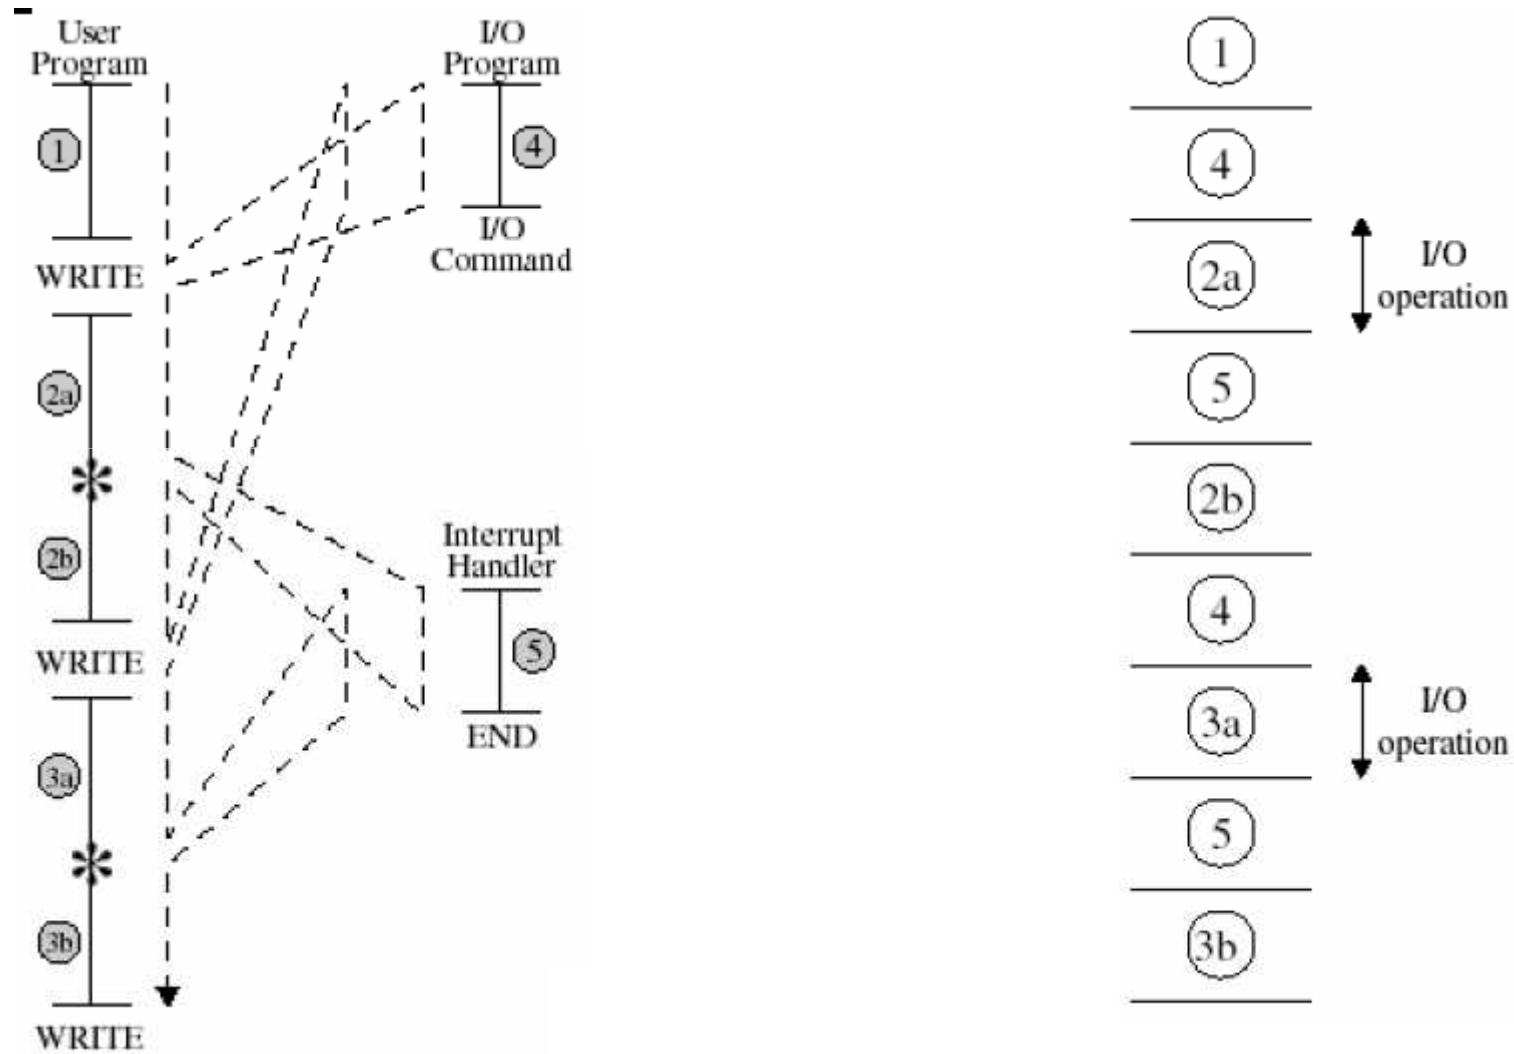 User
Program
1
WRITE
2a
*
2b
WRITE
3a
*
3b
WRITE
I/O
Program
4
I/O
Command
Interrupt
Handler
5
END
1
4
2a
I/O
operation
5
2b
4
3a
I/O
operation
5
3b